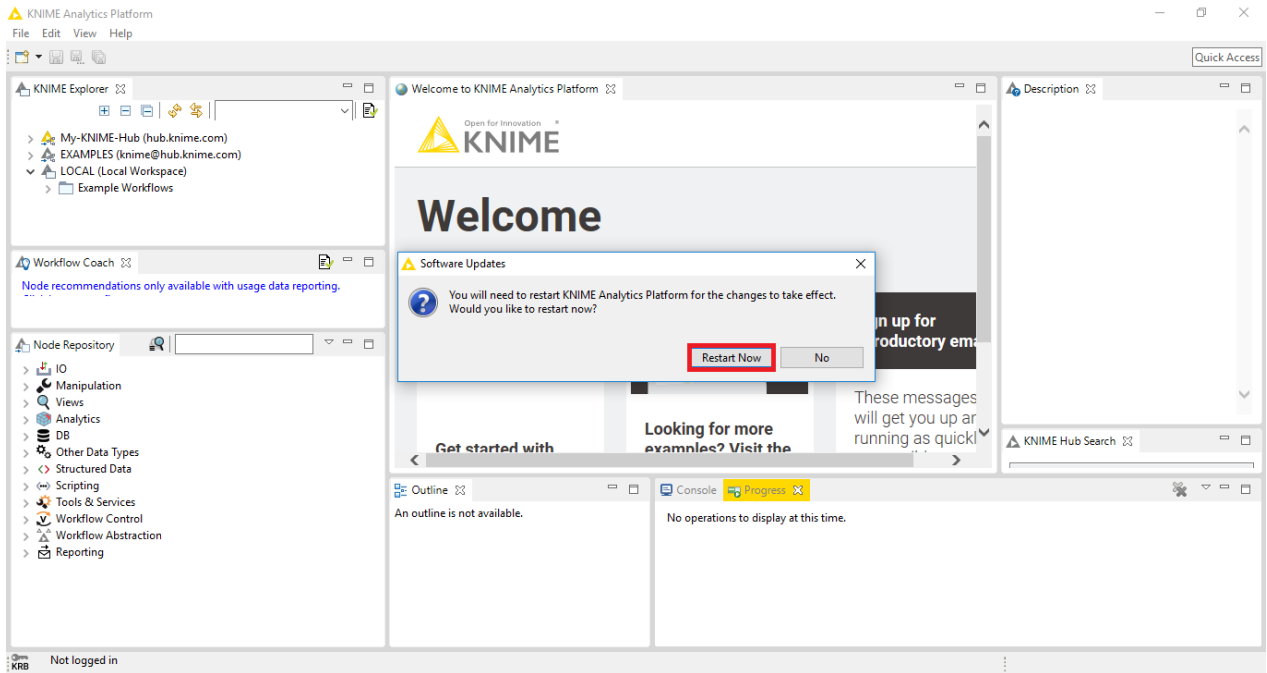 KNIME Analytics Platform
File Edit View Help
Quick Access
KNIME Explorer
My-KNIME-Hub (hub.knime.com)
EXAMPLES (knime@hub.knime.com)
LOCAL (Local Workspace)
Example Workflows
Workflow Coach
Node recommendations only available with usage data reporting.
Node Repository
IO
Manipulation
Views
Analytics
DB
Other Data Types
Structured Data
Scripting
Tools & Services
Workflow Control
Workflow Abstraction
Reporting
Welcome to KNIME Analytics Platform
Open for Innovation
KNIME
Welcome
Software Updates
You will need to restart KNIME Analytics Platform for the changes to take effect.
Would you like to restart now?
Restart Now No
n up for
roductory ema
These messages
will get you up ar
running as quickl
Looking for more
examples? Visit the
Get started with
Outline
An outline is not available.
Console Progress
No operations to display at this time.
Description
KNIME Hub Search
KRB Not logged in